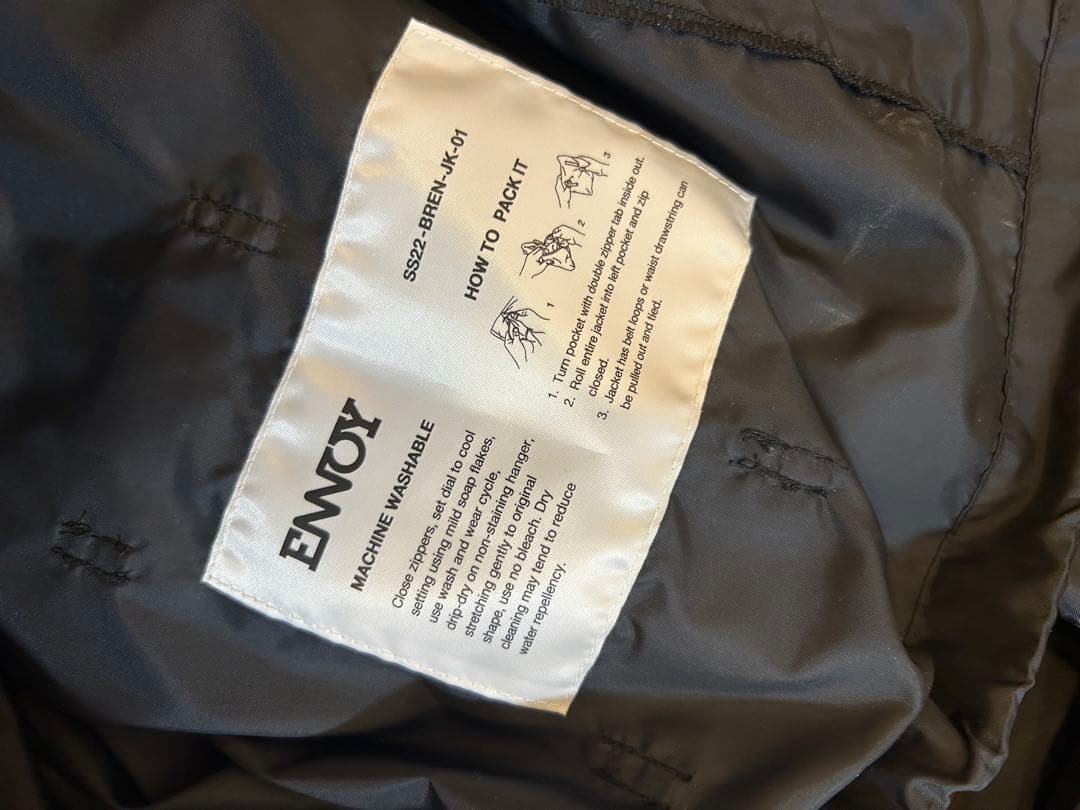 ENNOY
SS22-BREN-JK-01
MACHINE WASHABLE
Close zippers, set dial to cool
setting using mild soap flakes,
use wash and wear cycle,
drip-dry on non-staining hanger,
stretching gently to original
shape, use no bleach. Dry
cleaning may tend to reduce
water repellency.
HOW TO PACK IT
1
2
3
1. Turn pocket with double zipper tab inside out.
2. Roll entire jacket into left pocket and zip
closed.
3. Jacket has belt loops or waist drawstring can
be pulled out and tied.